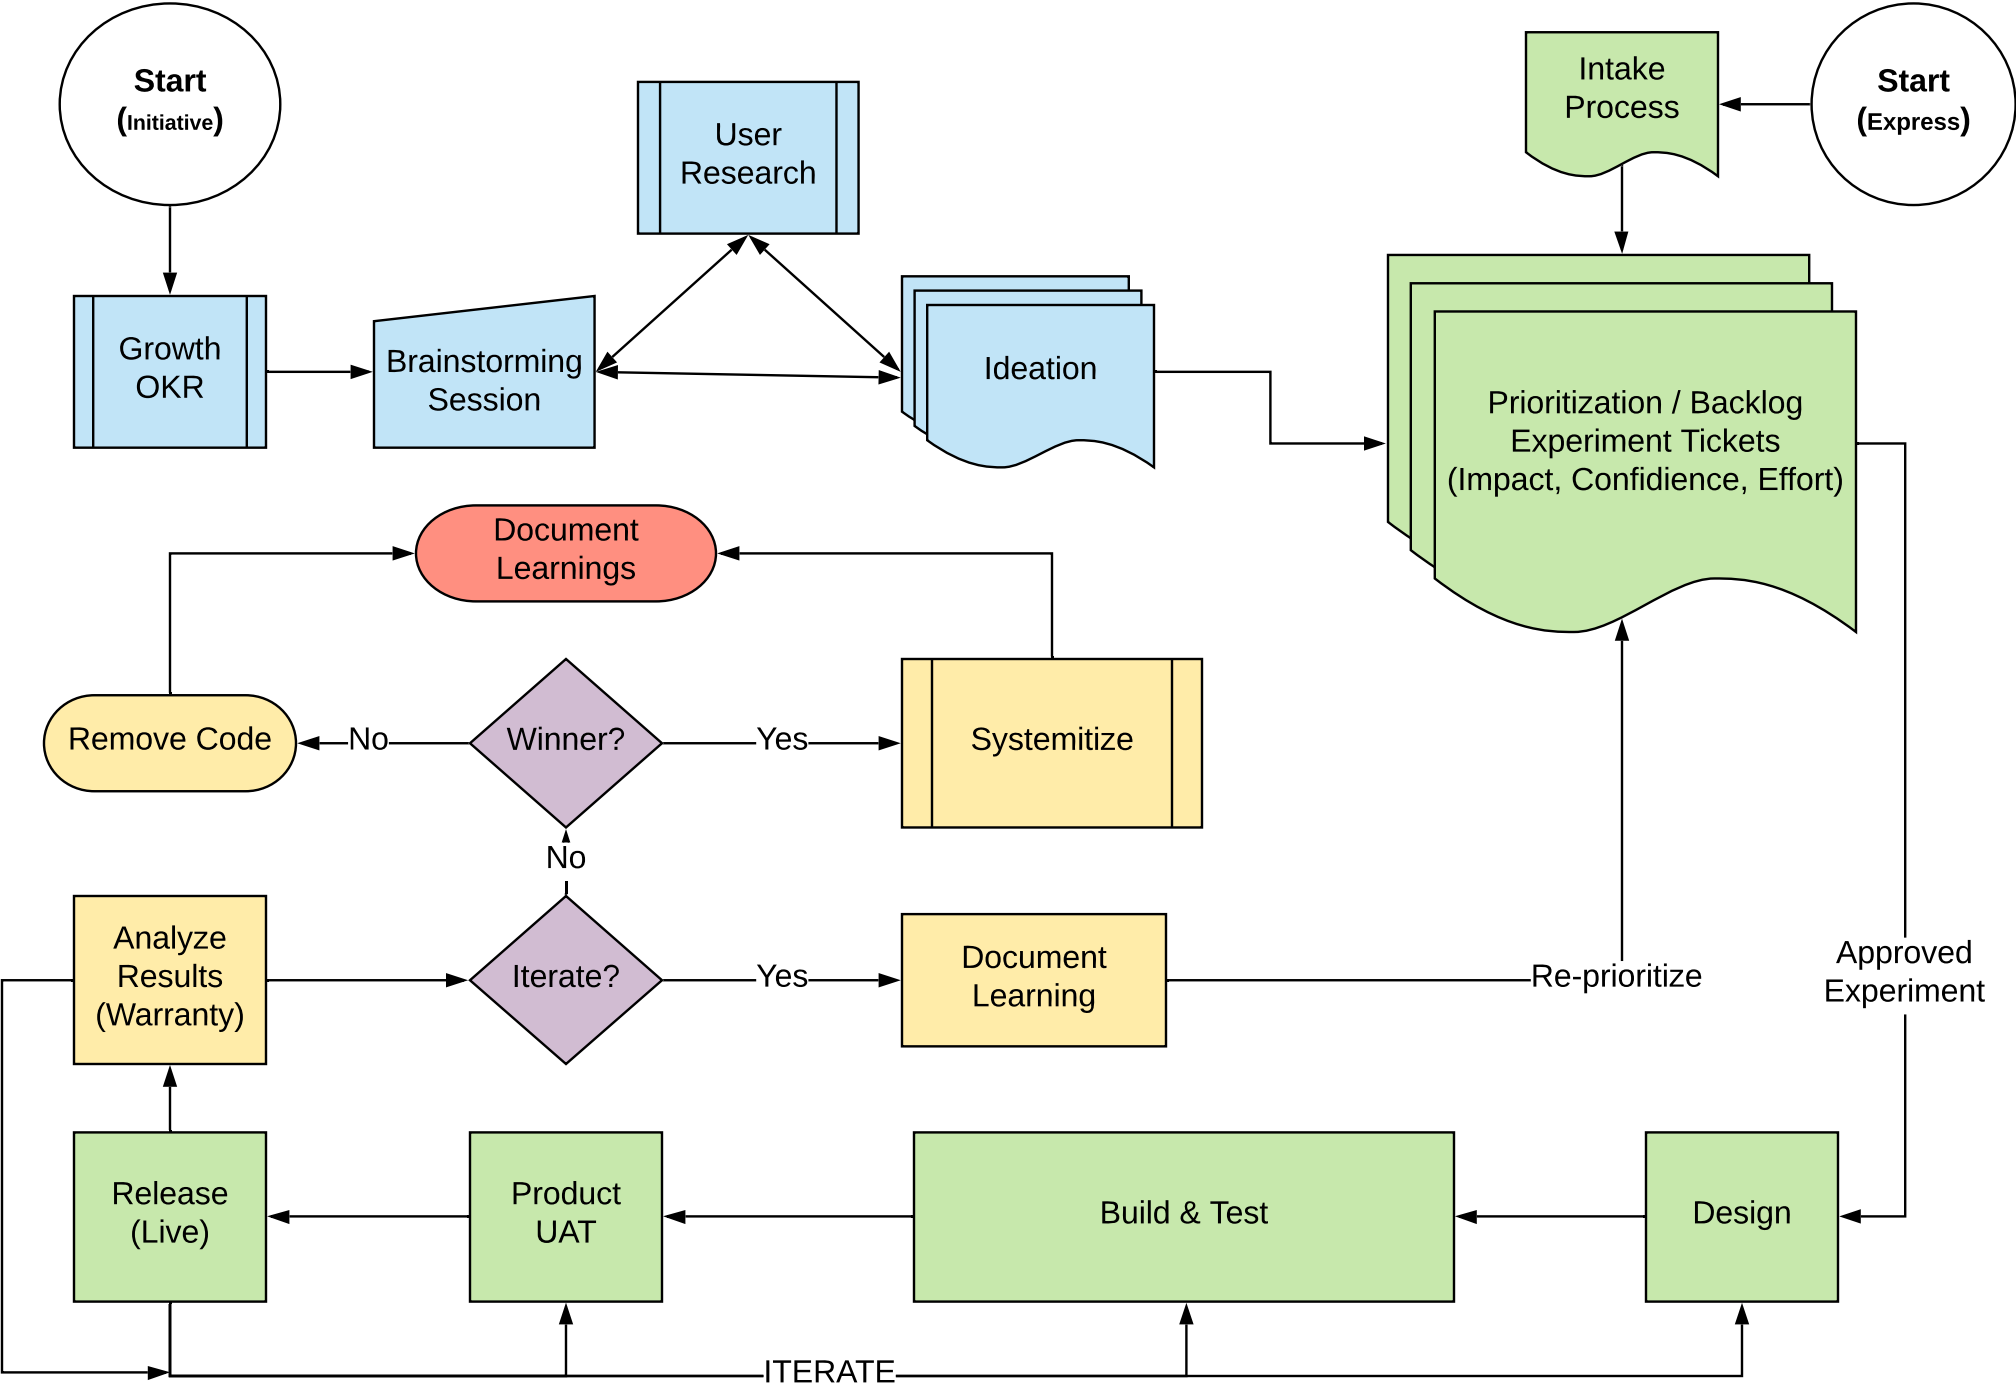 Start
(Initiative)
User
Research
Intake
Process
Start
(Express)
Growth
OKR
Brainstorming
Session
Ideation
Prioritization / Backlog
Experiment Tickets
(Impact, Confidience, Effort)
Document
Learnings
Remove Code
No
Winner?
Yes
Systemitize
No
Analyze
Results
(Warranty)
Iterate?
Yes
Document
Learning
Re-prioritize
Approved
Experiment
Release
(Live)
Product
UAT
Build & Test
Design
ITERATE